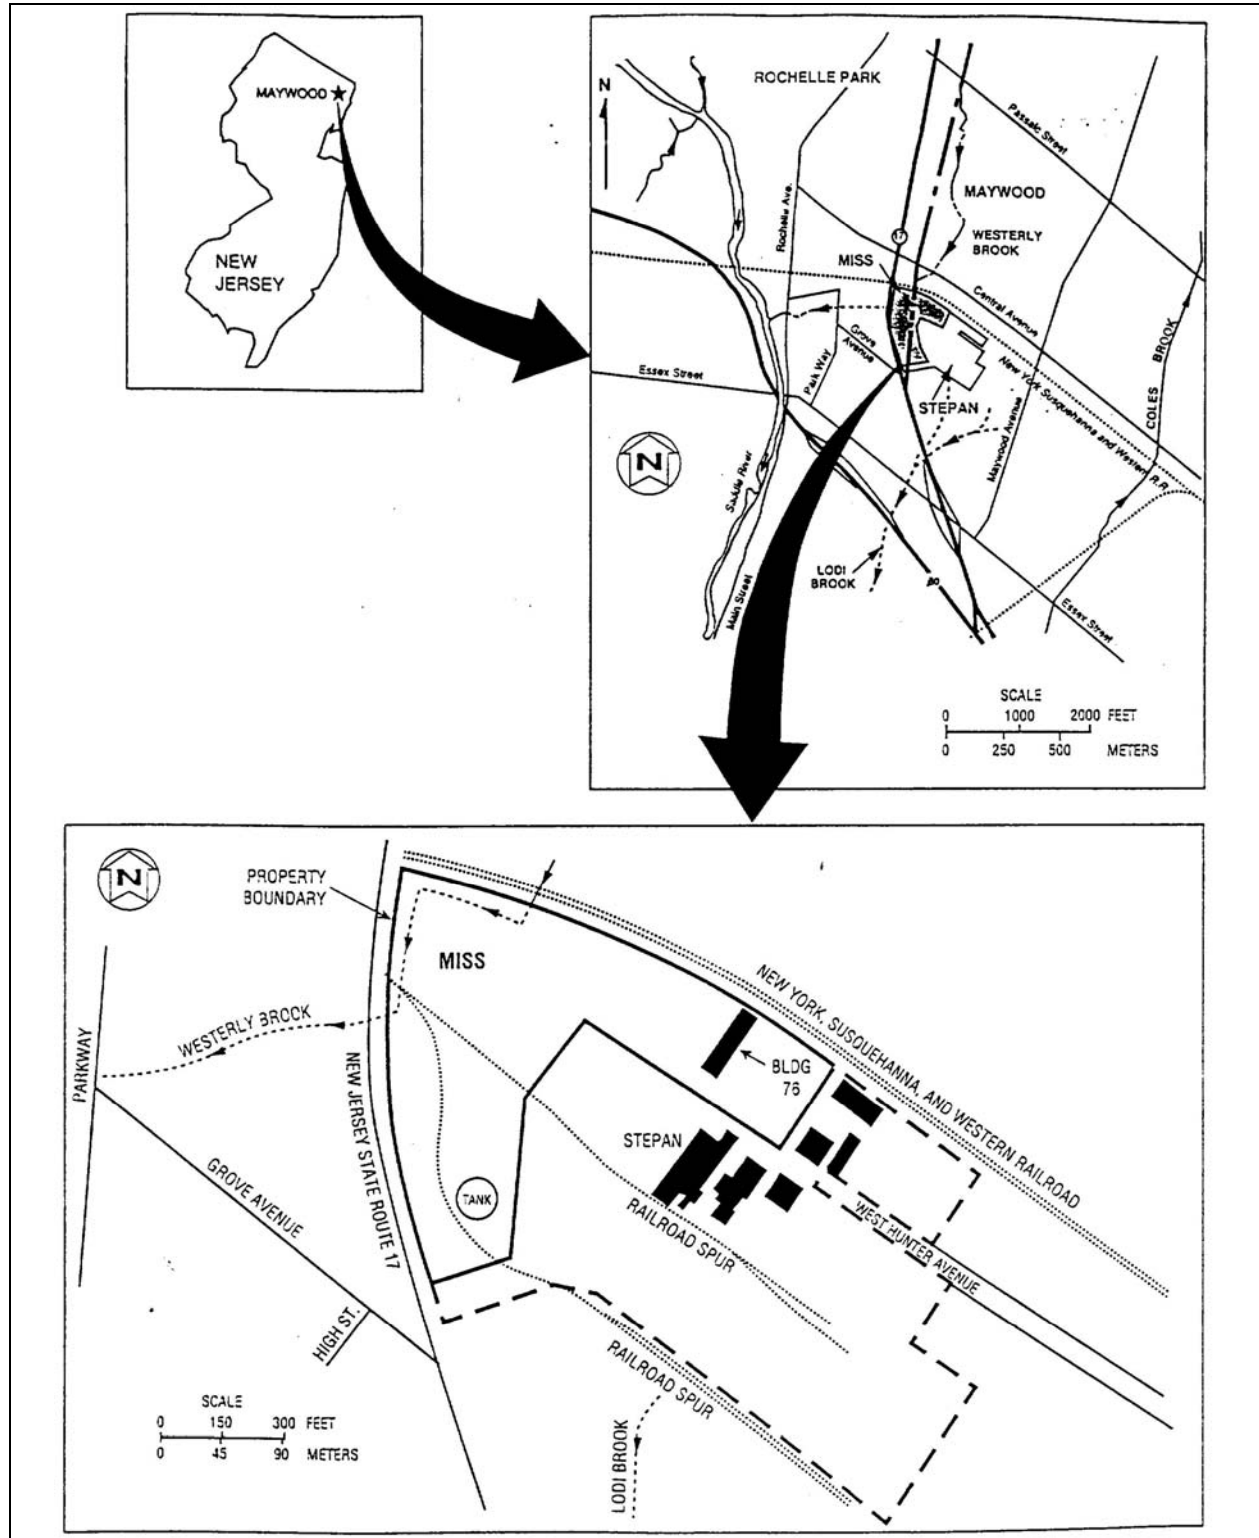 MAYWOOD
NEW
JERSEY
N
ROCHELLE PARK
Passaic Street
MAYWOOD
Rochelle Ave.
17
WESTERLY
BROOK
MISS
Central Avenue
Grove
Avenue
Park Way
Essex Street
STEPAN
New York Susquehanna and Western R.R.
Maywood Avenue
COLES BROOK
N
Saddle River
LODI
BROOK
80
Main Street
Essex Street
SCALE
0 1000 2000 FEET
0 250 500 METERS
N
PROPERTY
BOUNDARY
MISS
NEW YORK, SUSQUEHANNA, AND WESTERN RAILROAD
WESTERLY BROOK
PARKWAY
BLDG
76
STEPAN
NEW JERSEY STATE ROUTE 17
GROVE AVENUE
TANK
RAILROAD SPUR
WEST HUNTER AVENUE
HIGH ST.
RAILROAD SPUR
LODI BROOK
SCALE
0 150 300 FEET
0 45 90 METERS